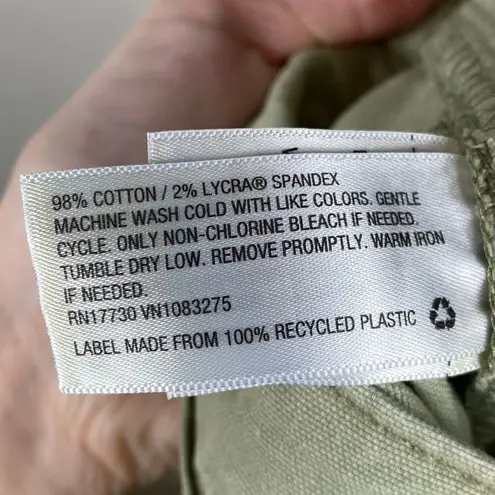 98% COTTON / 2% LYCRA® SPANDEX
MACHINE WASH COLD WITH LIKE COLORS. GENTLE
CYCLE. ONLY NON-CHLORINE BLEACH IF NEEDED.
TUMBLE DRY LOW. REMOVE PROMPTLY. WARM IRON
IF NEEDED.
RN17730 VN1083275
LABEL MADE FROM 100% RECYCLED PLASTIC